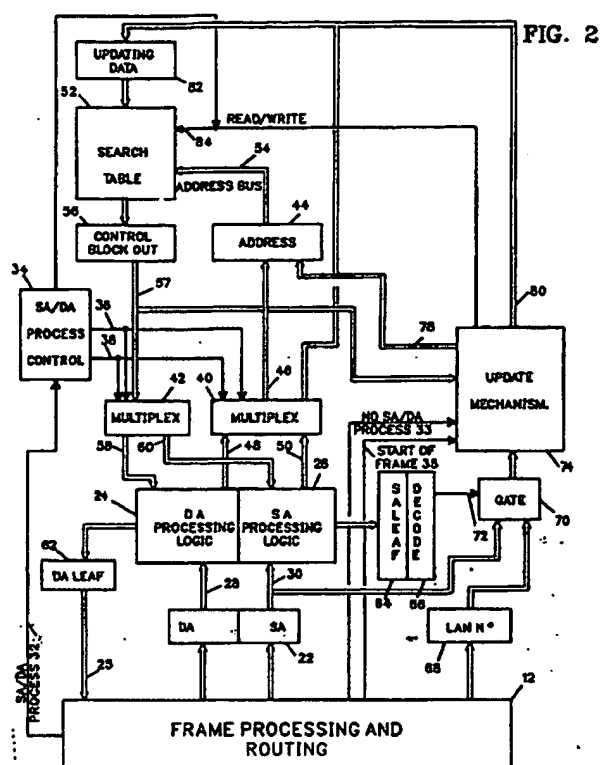 FIG. 2
UPDATING
DATA
82
52
READ/WRITE
84
54
SEARCH
TABLE
ADDRESS BUS
56
44
CONTROL
BLOCK OUT
ADDRESS
34
57
80
SA/DA
PROCESS
CONTROL
36
38
78
42
40
46
UPDATE
MECHANISM.
MULTIPLEX
MULTIPLEX
NO SA/DA
PROCESS 33
58
60
48
50
START OF
FRAME 35
74
24
26
DA
PROCESSING
LOGIC
SA
PROCESSING
LOGIC
SA LEAF
DECODE
GATE
70
72
62
DA LEAF
28
30
64
66
DA
SA
22
LAN Nº
68
SA/DA
PROCESS 32
25
12
FRAME PROCESSING AND
ROUTING